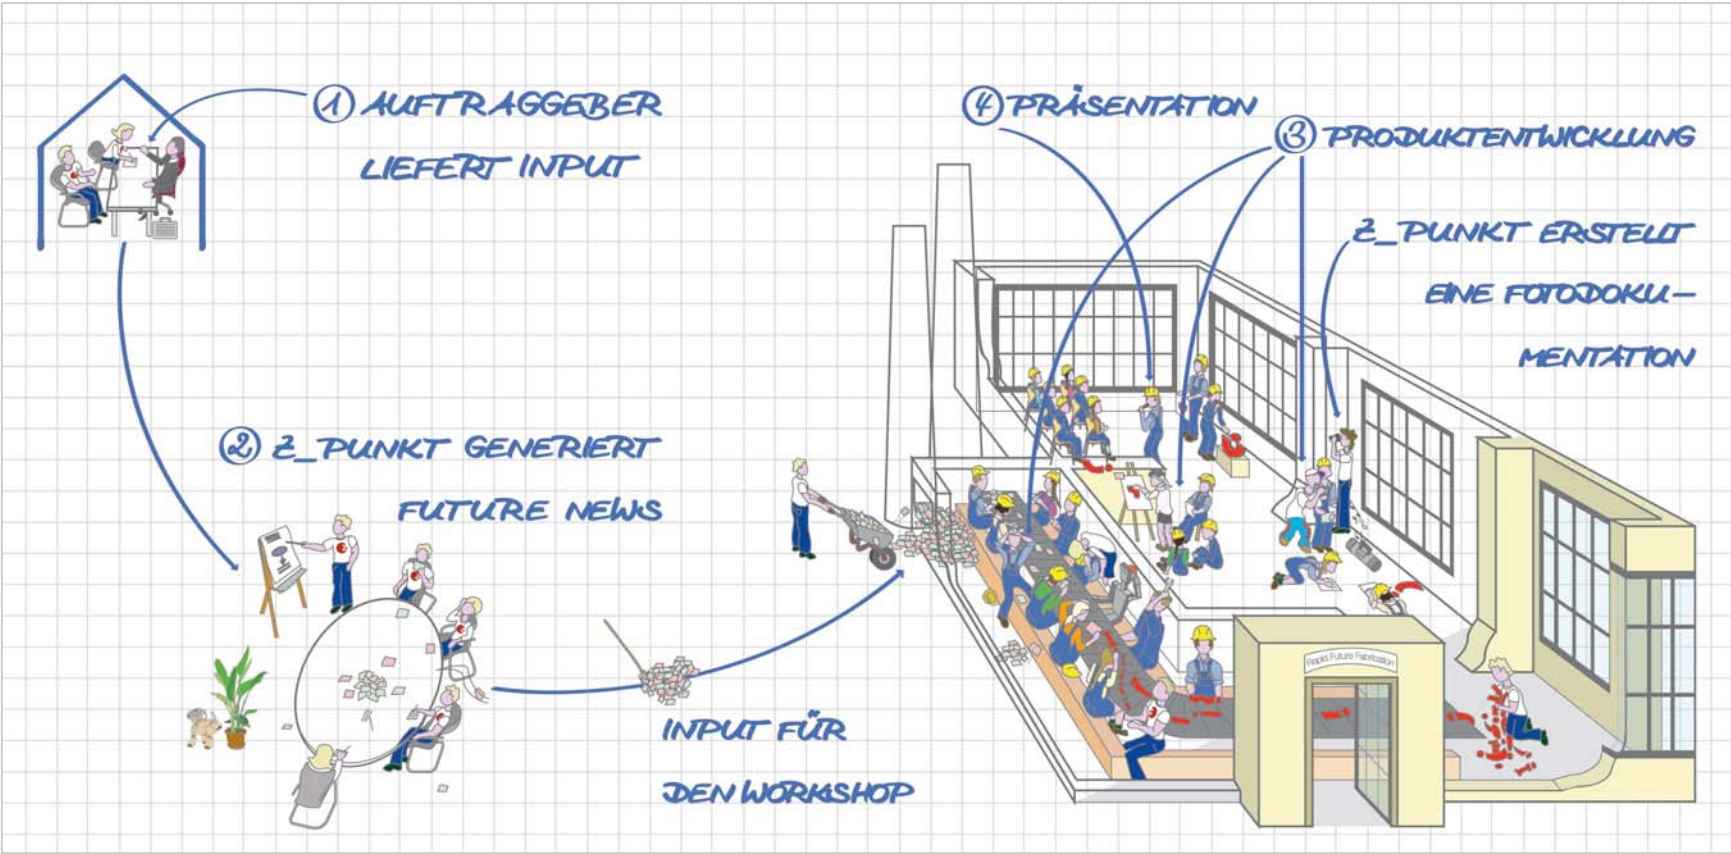 1 AUFTRAGGEBER
LIEFERT INPUT
2 Z_PUNKT GENERIERT
FUTURE NEWS
INPUT FÜR
DEN WORKSHOP
4 PRÄSENTATION
3 PRODUKTENTWICKLUNG
Z_PUNKT ERSTELLT
EINE FOTODOKU-
MENTATION
Rapid Future Fabrication